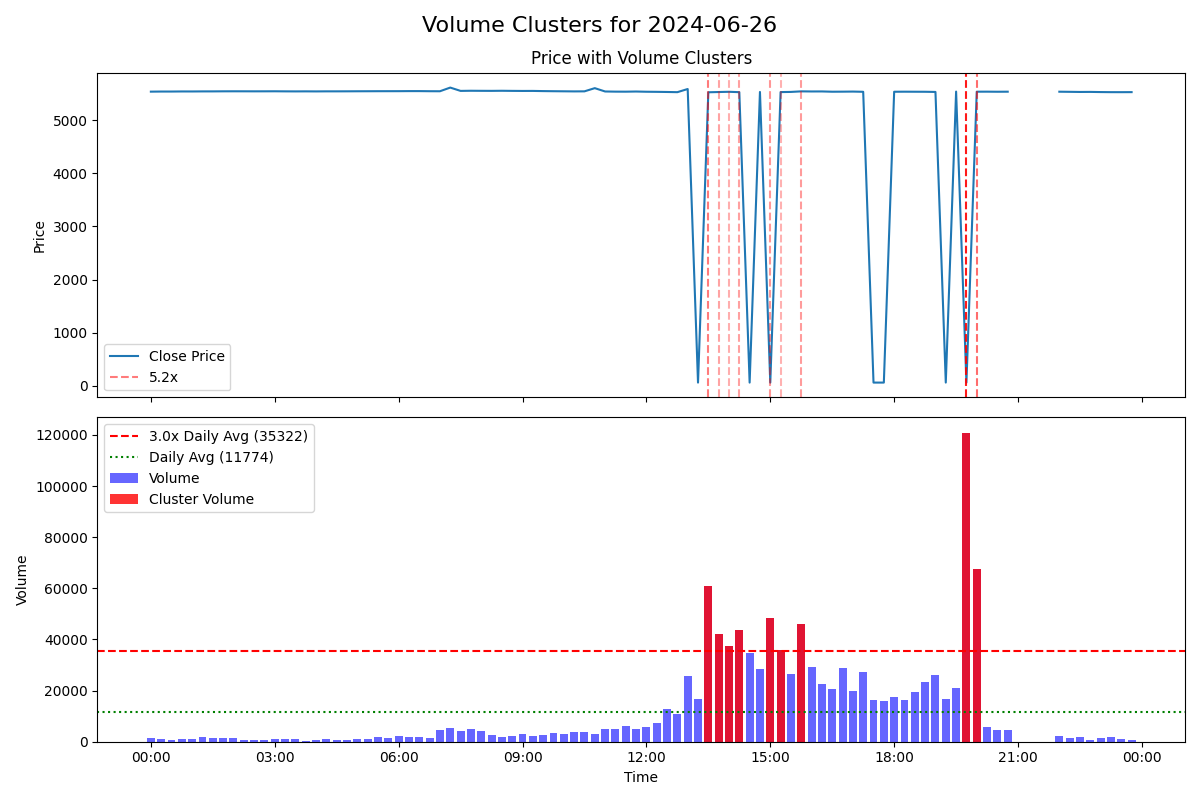 Volume Clusters for 2024-06-26
Price with Volume Clusters
Price
5000
4000
3000
2000
1000
0
Close Price
5.2x
Volume
120000
100000
80000
60000
40000
20000
0
3.0x Daily Avg (35322)
Daily Avg (11774)
Volume
Cluster Volume
00:00 03:00 06:00 09:00 12:00 15:00 18:00 21:00 00:00
Time